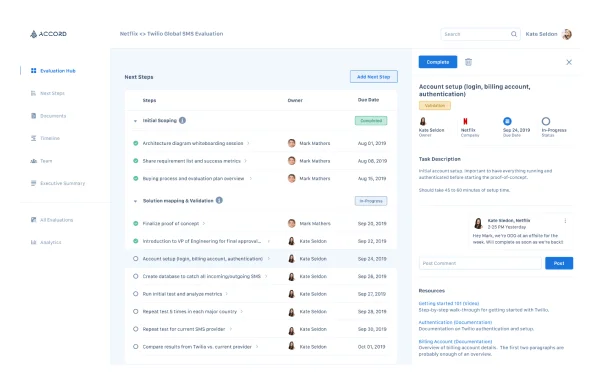 ACCORD
Netflix <> Twilio Global SMS Evaluation
Search
Kate Seldon
Evaluation Hub
Next Steps
Documents
Timeline
Team
Executive Summary
All Evaluations
Analytics
Next Steps
Add Next Step
Steps Owner Due Date
Initial Scoping Completed
Architecture diagram whiteboarding session Mark Mathers Aug 01, 2019
Share requirement list and success metrics Mark Mathers Aug 08, 2019
Buying process and evaluation plan overview Mark Mathers Aug 15, 2019
Solution mapping & Validation In Progress
Finalize proof of concept Mark Mathers Sep 20, 2019
Introduction to VP of Engineering for final approval... Kate Seldon Sep 22, 2019
Account setup (login, billing account, authentication) Kate Seldon Sep 24, 2019
Create database to catch all incoming/outgoing SMS Kate Seldon Sep 26, 2019
Run initial test and analyze metrics Kate Seldon Sep 27, 2019
Repeat test 5 times in each major country Kate Seldon Sep 28, 2019
Repeat test for current SMS provider Kate Seldon Sep 30, 2019
Compare results from Twilio vs. current provider Kate Seldon Oct 01, 2019
Complete
Account setup (login, billing account,
authentication)
Validation
Kate Seldon Netflix Sep 24, 2019 In-Progress
Owner Company Due Date Status
Task Description
Initial account setup. Important to have everything running and
authenticated before starting the proof-of-concept.
Should take 45 to 60 minutes of setup time.
Kate Seldon, Netflix
2:25 PM Yesterday
Hey Mark, we're OOO at an offsite for the
week. Will complete as soon as we're back!
Post Comment
Post
Resources
Getting Started 101 (Video)
Step-by-step walk-through for getting started with Twilio.
Authentication (Documentation)
Documentation on Twilio authentication and setup.
Billing Account (Documentation)
Overview of billing account details. The first two paragraphs are
probably enough of an overview.